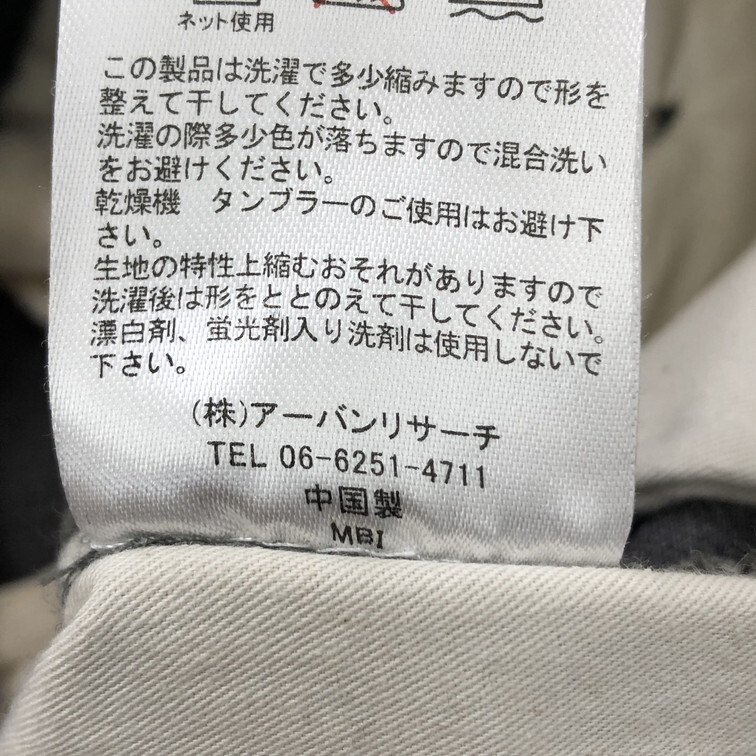 ネット使用
この製品は洗濯で多少縮みますので形を
整えて干してください。
洗濯の際多少色が落ちますので混合洗い
をお避けください。
乾燥機　タンブラーのご使用はお避け下
さい。
生地の特性上縮むおそれがありますので
洗濯後は形をととのえて干してください。
漂白剤、蛍光剤入り洗剤は使用しないで
下さい。
(株)アーバンリサーチ
TEL 06-6251-4711
中国製
MBI